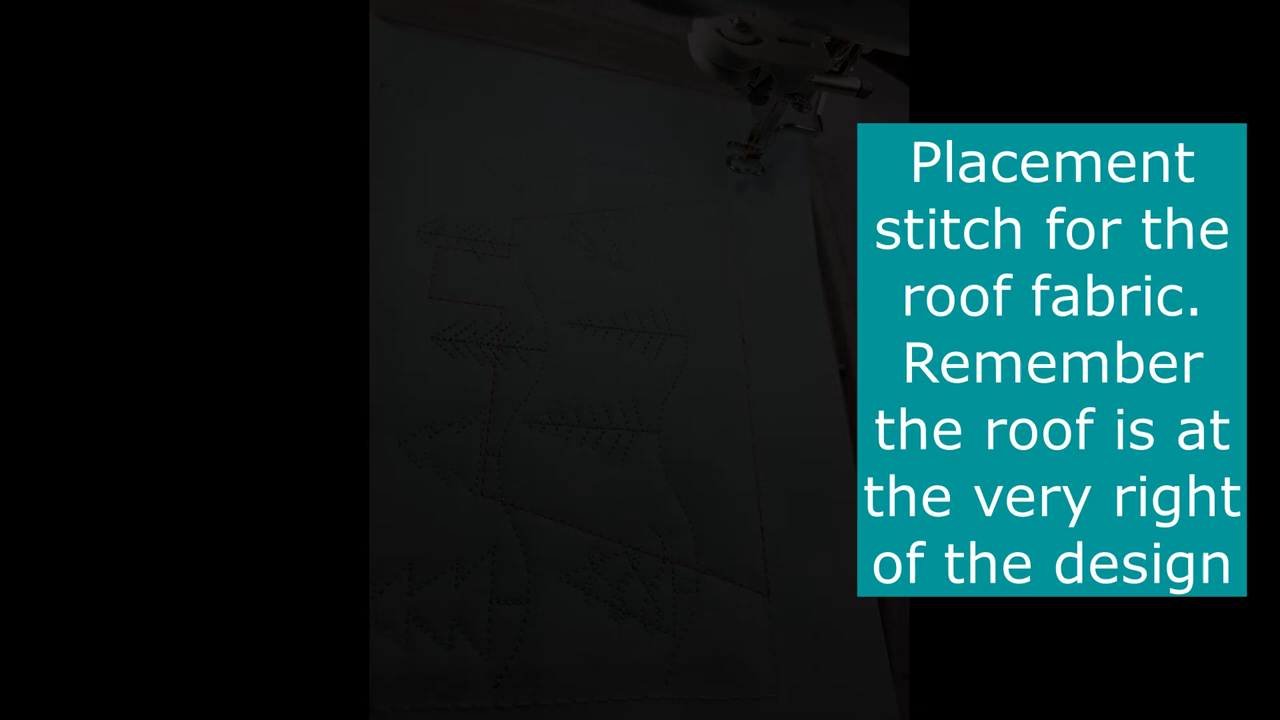 Placement
stitch for the
roof fabric.
Remember
the roof is at
the very right
of the design